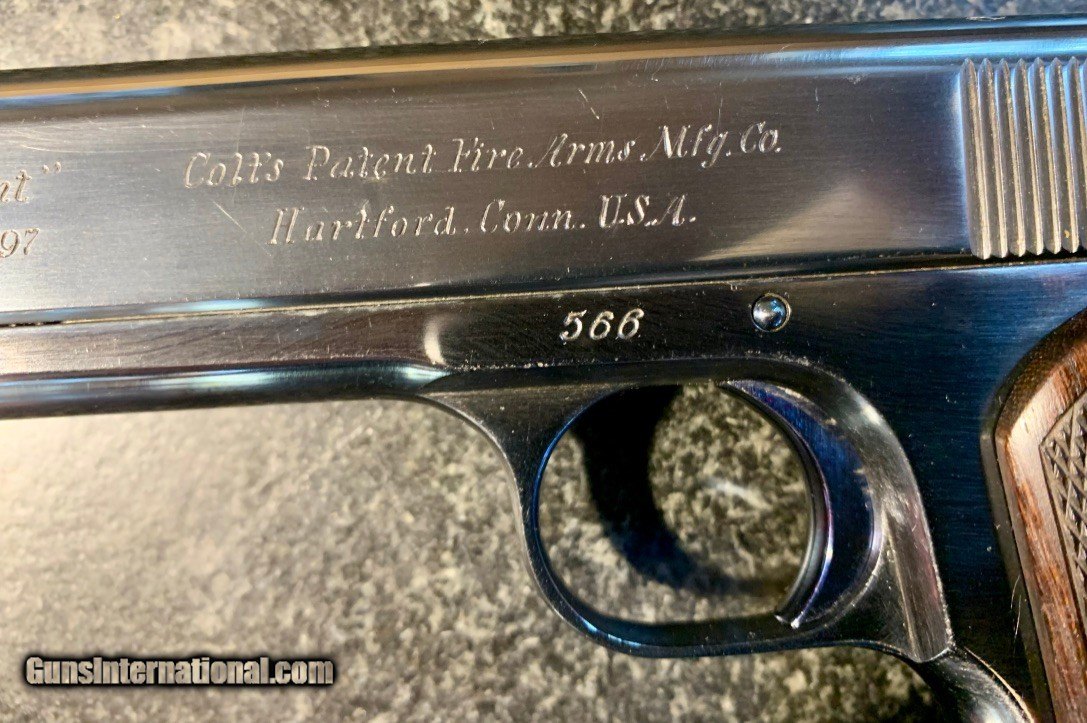 nt"
97
Colt's Patent Fire Arms Mfg. Co.
Hartford. Conn. U.S.A.
566
GunsInternational.com